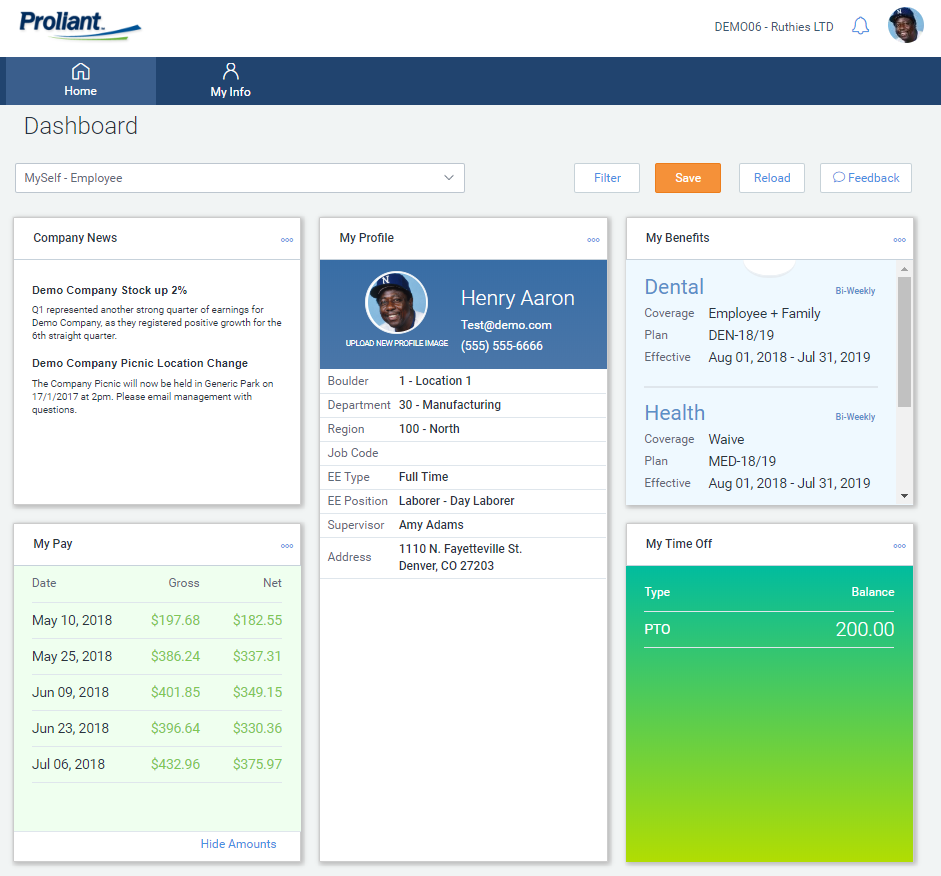 Proliant
DEMO06 - Ruthies LTD
Home
My Info
Dashboard
MySelf - Employee
Filter
Save
Reload
Feedback
Company News
Demo Company Stock up 2%
Q1 represented another strong quarter of earnings for
Demo Company, as they registered positive growth for the
6th straight quarter.
Demo Company Picnic Location Change
The Company Picnic will now be held in Generic Park on
17/1/2017 at 2pm. Please email management with
questions.
My Profile
N
Henry Aaron
Test@demo.com
(555) 555-6666
UPLOAD NEW PROFILE IMAGE
Boulder 1 - Location 1
Department 30 - Manufacturing
Region 100 - North
Job Code
EE Type Full Time
EE Position Laborer - Day Laborer
Supervisor Amy Adams
Address 1110 N. Fayetteville St.
Denver, CO 27203
My Benefits
Dental Bi-Weekly
Coverage Employee + Family
Plan DEN-18/19
Effective Aug 01, 2018 - Jul 31, 2019
Health Bi-Weekly
Coverage Waive
Plan MED-18/19
Effective Aug 01, 2018 - Jul 31, 2019
My Pay
Date Gross Net
May 10, 2018 $197.68 $182.55
May 25, 2018 $386.24 $337.31
Jun 09, 2018 $401.85 $349.15
Jun 23, 2018 $396.64 $330.36
Jul 06, 2018 $432.96 $375.97
Hide Amounts
My Time Off
Type Balance
PTO 200.00